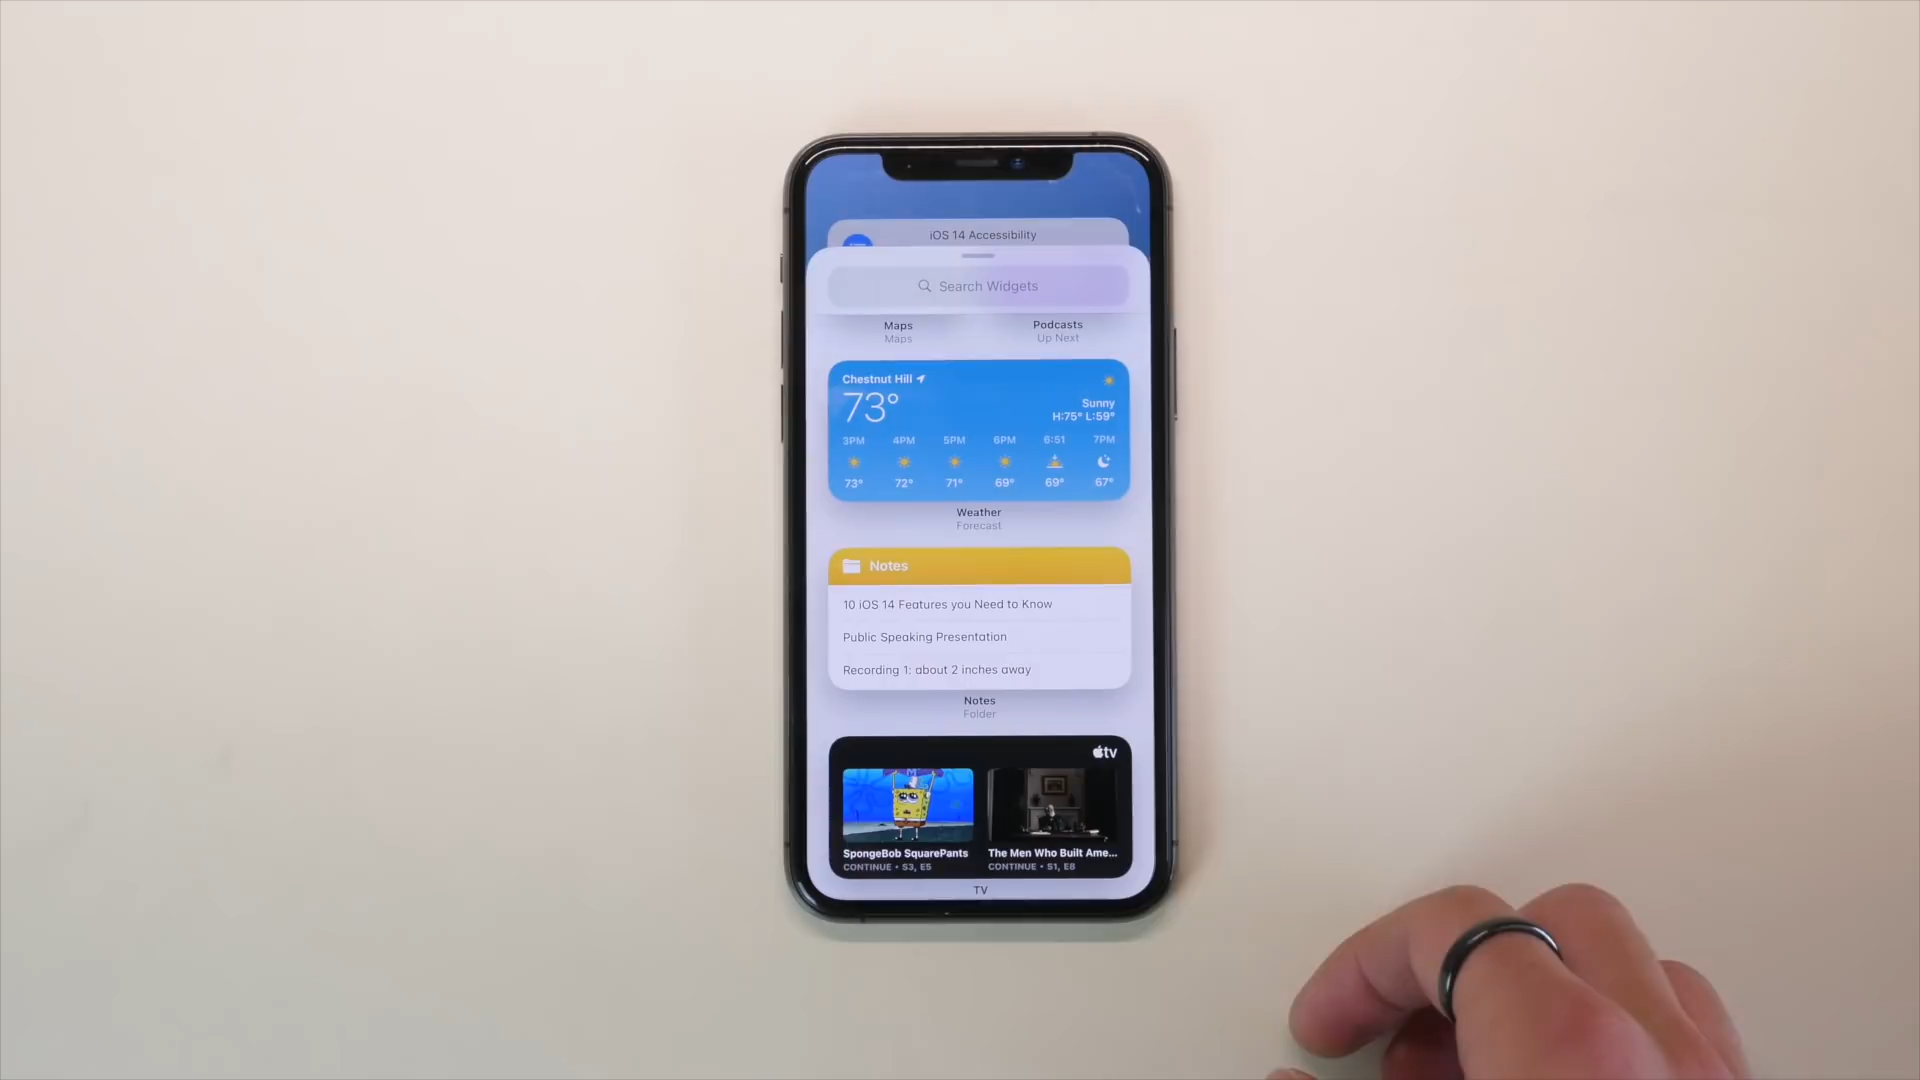 iOS 14 Accessibility
Search Widgets
Maps
Maps
Podcasts
Up Next
Chestnut Hill
73°
Sunny
H:75° L:59°
3PM 4PM 5PM 6PM 6:51 7PM
73° 72° 71° 69° 69° 67°
Weather
Forecast
Notes
10 iOS 14 Features you Need to Know
Public Speaking Presentation
Recording 1: about 2 inches away
Notes
Folder
tv
SpongeBob SquarePants
CONTINUE • S3, E5
The Men Who Built Ame...
CONTINUE • S1, E8
TV